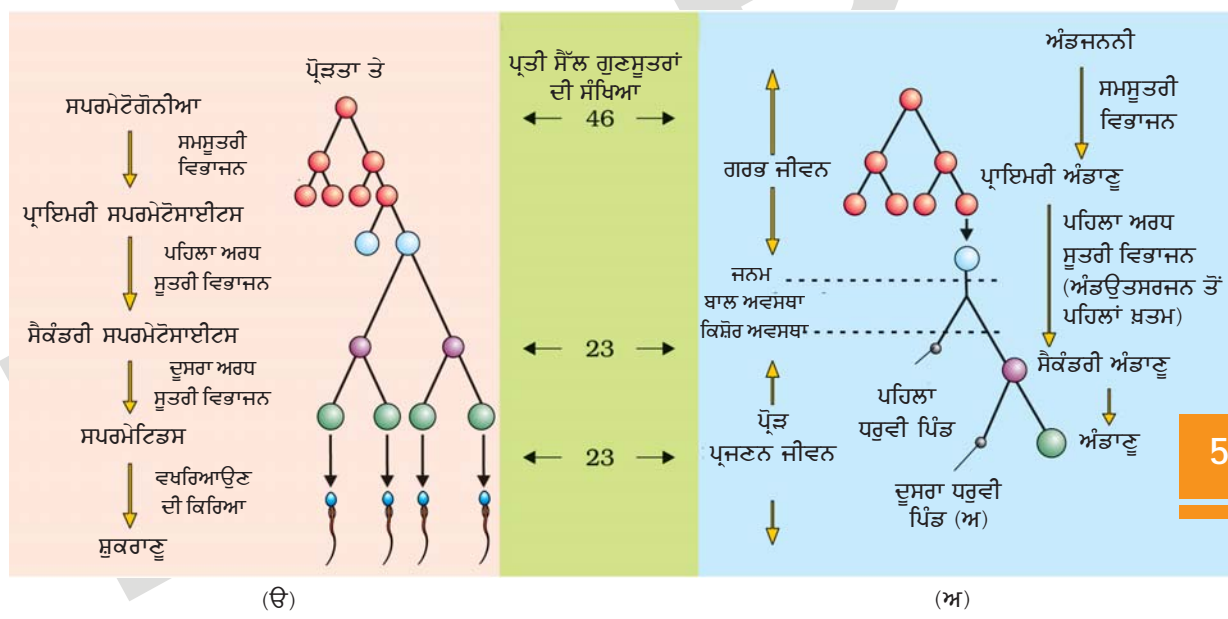 ਪ੍ਰੋੜਤਾ ਤੇ
ਸਪਰਮੇਟੋਗੋਨੀਆ
ਸਮਸੂਤਰੀ
ਵਿਭਾਜਨ
ਪ੍ਰਾਇਮਰੀ ਸਪਰਮੇਟੋਸਾਈਟਸ
ਪਹਿਲਾ ਅਰਧ
ਸੂਤਰੀ ਵਿਭਾਜਨ
ਸੈਕੰਡਰੀ ਸਪਰਮੇਟੋਸਾਈਟਸ
ਦੂਸਰਾ ਅਰਧ
ਸੂਤਰੀ ਵਿਭਾਜਨ
ਸਪਰਮੇਟਿਡਸ
ਵਖਰਿਆਉਣ
ਦੀ ਕਿਰਿਆ
ਸ਼ੁਕਰਾਣੂ
(ੳ)
ਪ੍ਰਤੀ ਸੈੱਲ ਗੁਣਸੂਤਰਾਂ
ਦੀ ਸੰਖਿਆ
46
23
23
ਗਰਭ ਜੀਵਨ
ਜਨਮ
ਬਾਲ ਅਵਸਥਾ
ਕਿਸ਼ੋਰ ਅਵਸਥਾ
ਪ੍ਰੋੜ
ਪ੍ਰਜਣਨ ਜੀਵਨ
ਪਹਿਲਾ
ਧਰੁਵੀ ਪਿੰਡ
ਦੂਸਰਾ ਧਰੁਵੀ
ਪਿੰਡ (ਅ)
ਅੰਡਜਨਨੀ
ਸਮਸੂਤਰੀ
ਵਿਭਾਜਨ
ਪ੍ਰਾਇਮਰੀ ਅੰਡਾਣੂ
ਪਹਿਲਾ ਅਰਧ
ਸੂਤਰੀ ਵਿਭਾਜਨ
(ਅੰਡਉਤਸਰਜਨ ਤੋਂ
ਪਹਿਲਾਂ ਖ਼ਤਮ)
ਸੈਕੰਡਰੀ ਅੰਡਾਣੂ
ਅੰਡਾਣੂ
(ਅ)
5